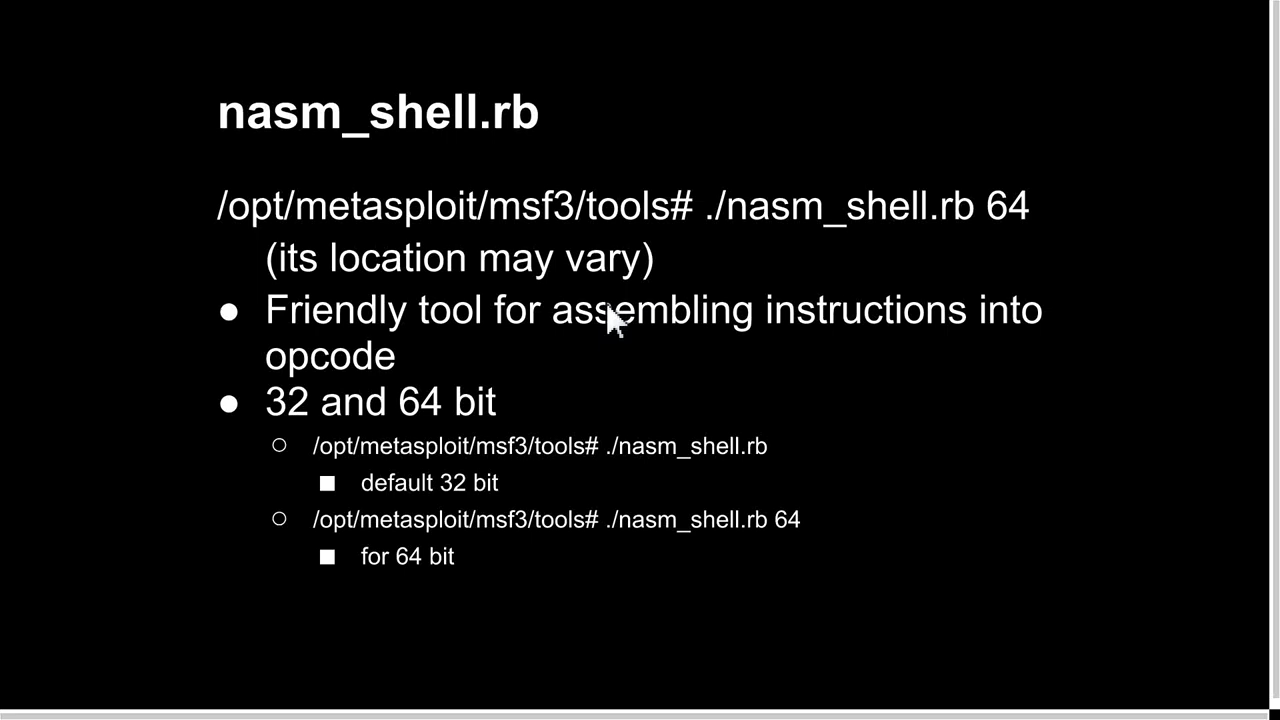 nasm_shell.rb
/opt/metasploit/msf3/tools# ./nasm_shell.rb 64
(its location may vary)
● Friendly tool for assembling instructions into
opcode
● 32 and 64 bit
○ /opt/metasploit/msf3/tools# ./nasm_shell.rb
■ default 32 bit
○ /opt/metasploit/msf3/tools# ./nasm_shell.rb 64
■ for 64 bit